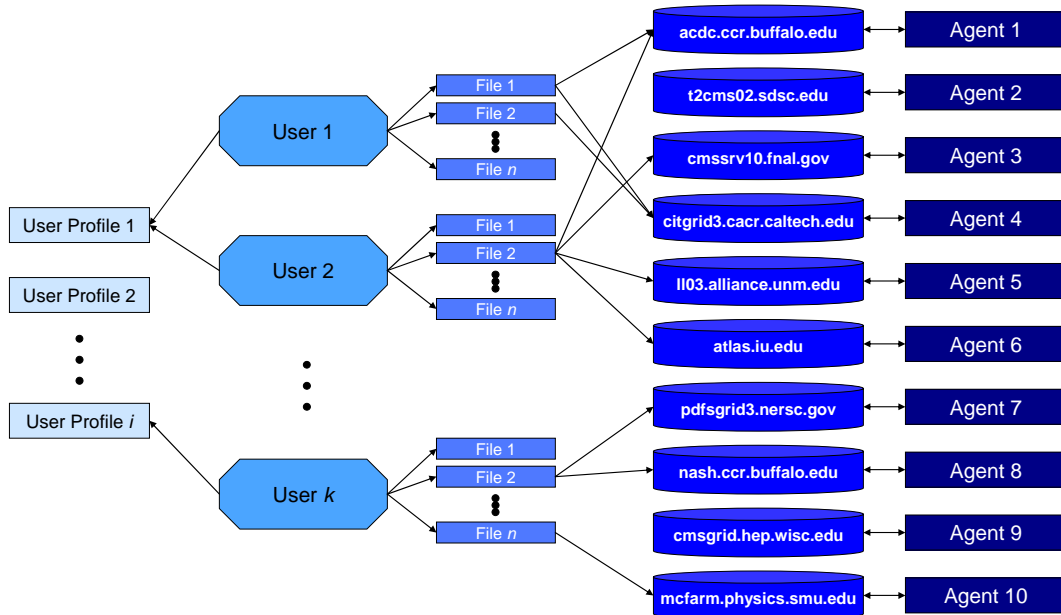 User Profile 1
User Profile 2
User Profile i
User 1
User 2
User k
File 1
File 2
File n
File 1
File 2
File n
File 1
File 2
File n
acdc.ccr.buffalo.edu
t2cms02.sdsc.edu
cmssrv10.fnal.gov
citgrid3.cacr.caltech.edu
ll03.alliance.unm.edu
atlas.iu.edu
pdfsgrid3.nersc.gov
nash.ccr.buffalo.edu
cmsgrid.hep.wisc.edu
mcfarm.physics.smu.edu
Agent 1
Agent 2
Agent 3
Agent 4
Agent 5
Agent 6
Agent 7
Agent 8
Agent 9
Agent 10